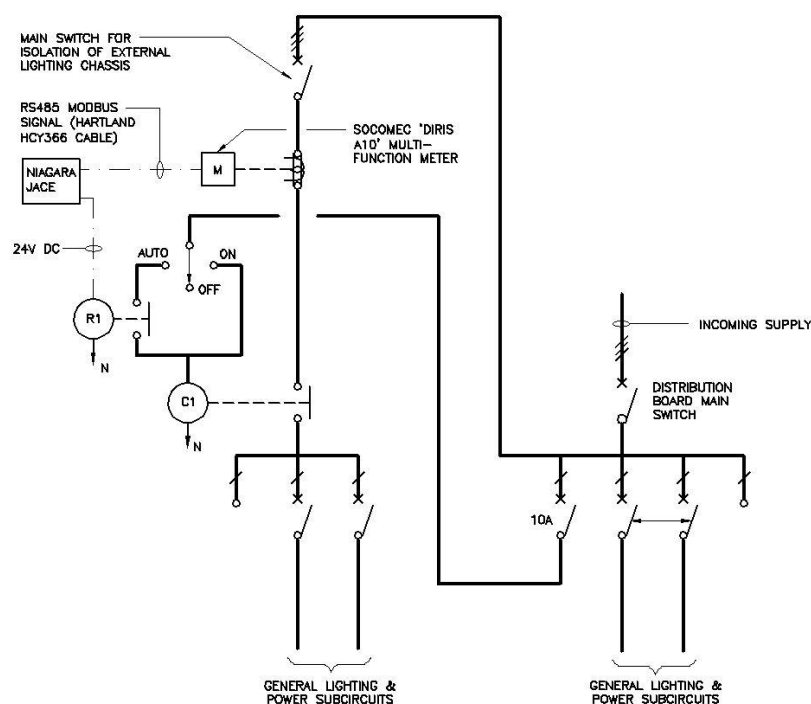 MAIN SWITCH FOR
ISOLATION OF EXTERNAL
LIGHTING CHASSIS
RS485 MODBUS
SIGNAL (HARTLAND
HCY366 CABLE)
SOCOMEC 'DIRIS
A10' MULTI-
FUNCTION METER
M
NIAGARA
JACE
24V DC
AUTO
ON
OFF
R1
N
INCOMING SUPPLY
C1
N
DISTRIBUTION
BOARD MAIN
SWITCH
10A
GENERAL LIGHTING &
POWER SUBCIRCUITS
GENERAL LIGHTING &
POWER SUBCIRCUITS